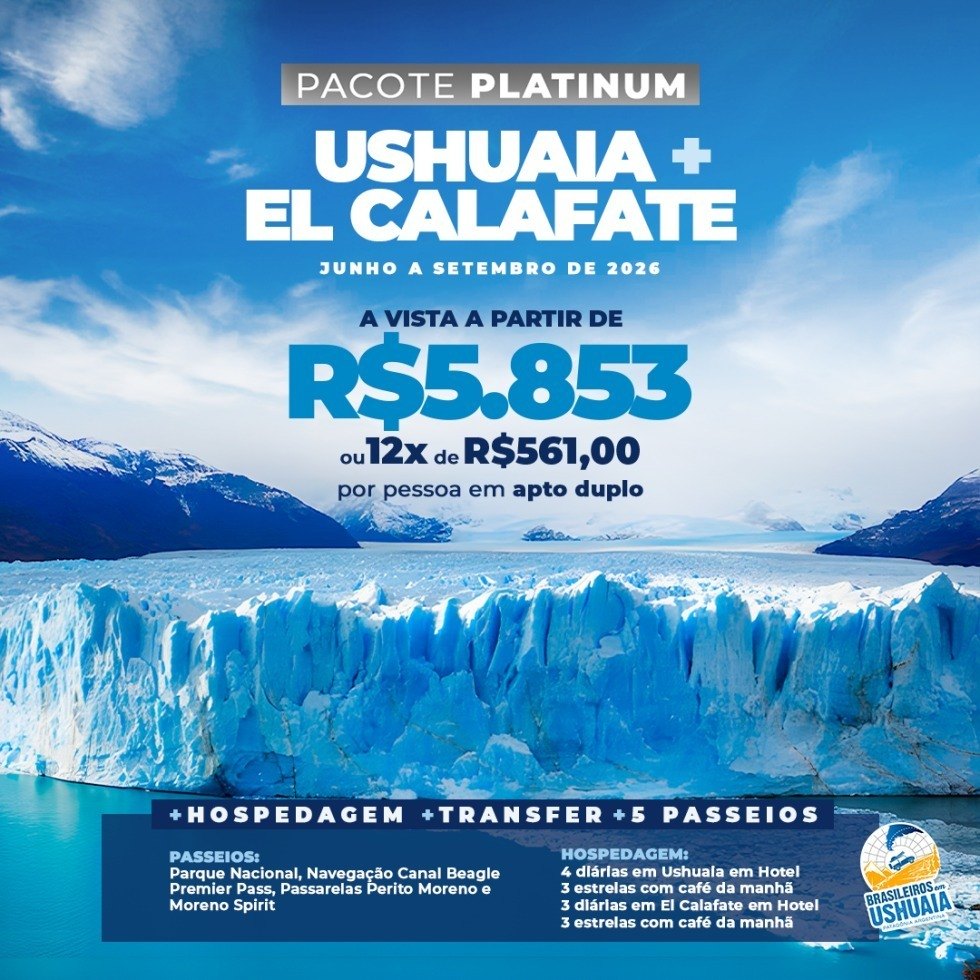 PACOTE PLATINUM
USHUAIA +
EL CALAFATE
JUNHO A SETEMBRO DE 2026
A VISTA A PARTIR DE
R$5.853
ou 12x de R$561,00
por pessoa em apto duplo
+HOSPEDAGEM +TRANSFER +5 PASSEIOS
PASSEIOS:
Parque Nacional, Navegação Canal Beagle
Premier Pass, Passarelas Perito Moreno e
Moreno Spirit
HOSPEDAGEM:
4 diárias em Ushuaia em Hotel
3 estrelas com café da manhã
3 diárias em El Calafate em Hotel
3 estrelas com café da manhã
BRASILEIROS em
USHUAIA
PATAGÔNIA ARGENTINA